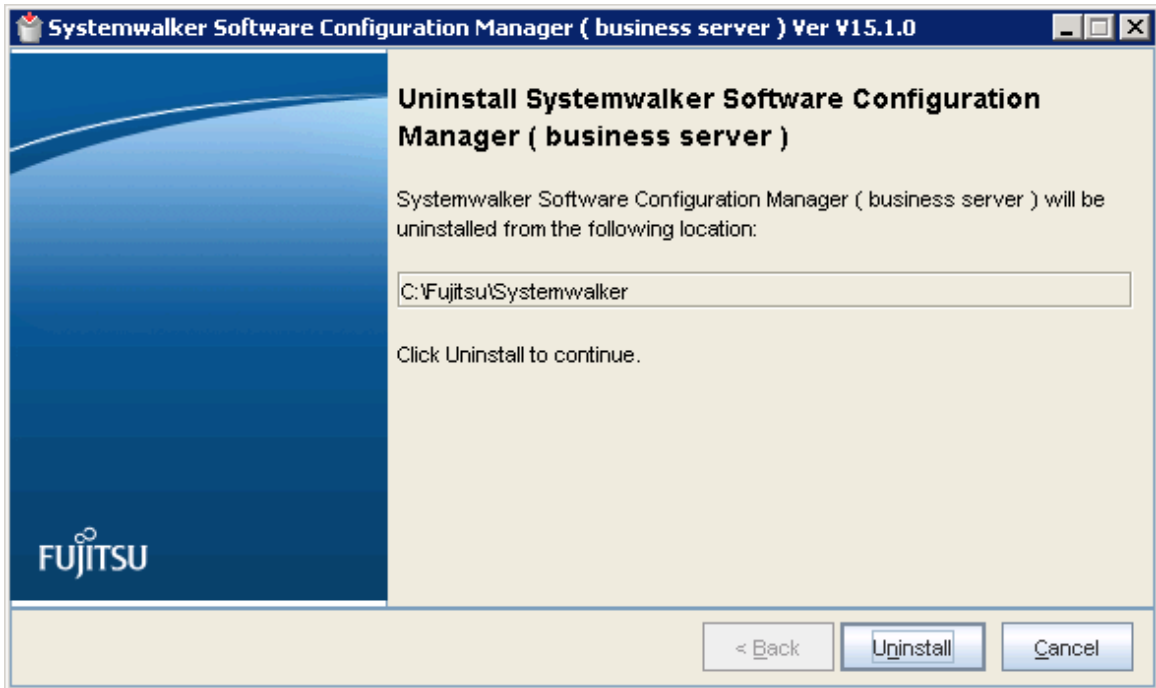 Systemwalker Software Configuration Manager ( business server ) Ver V15.1.0
Uninstall Systemwalker Software Configuration
Manager ( business server )
Systemwalker Software Configuration Manager ( business server ) will be
uninstalled from the following location:
C:\Fujitsu\Systemwalker
Click Uninstall to continue.
FUJITSU
< Back
Uninstall
Cancel